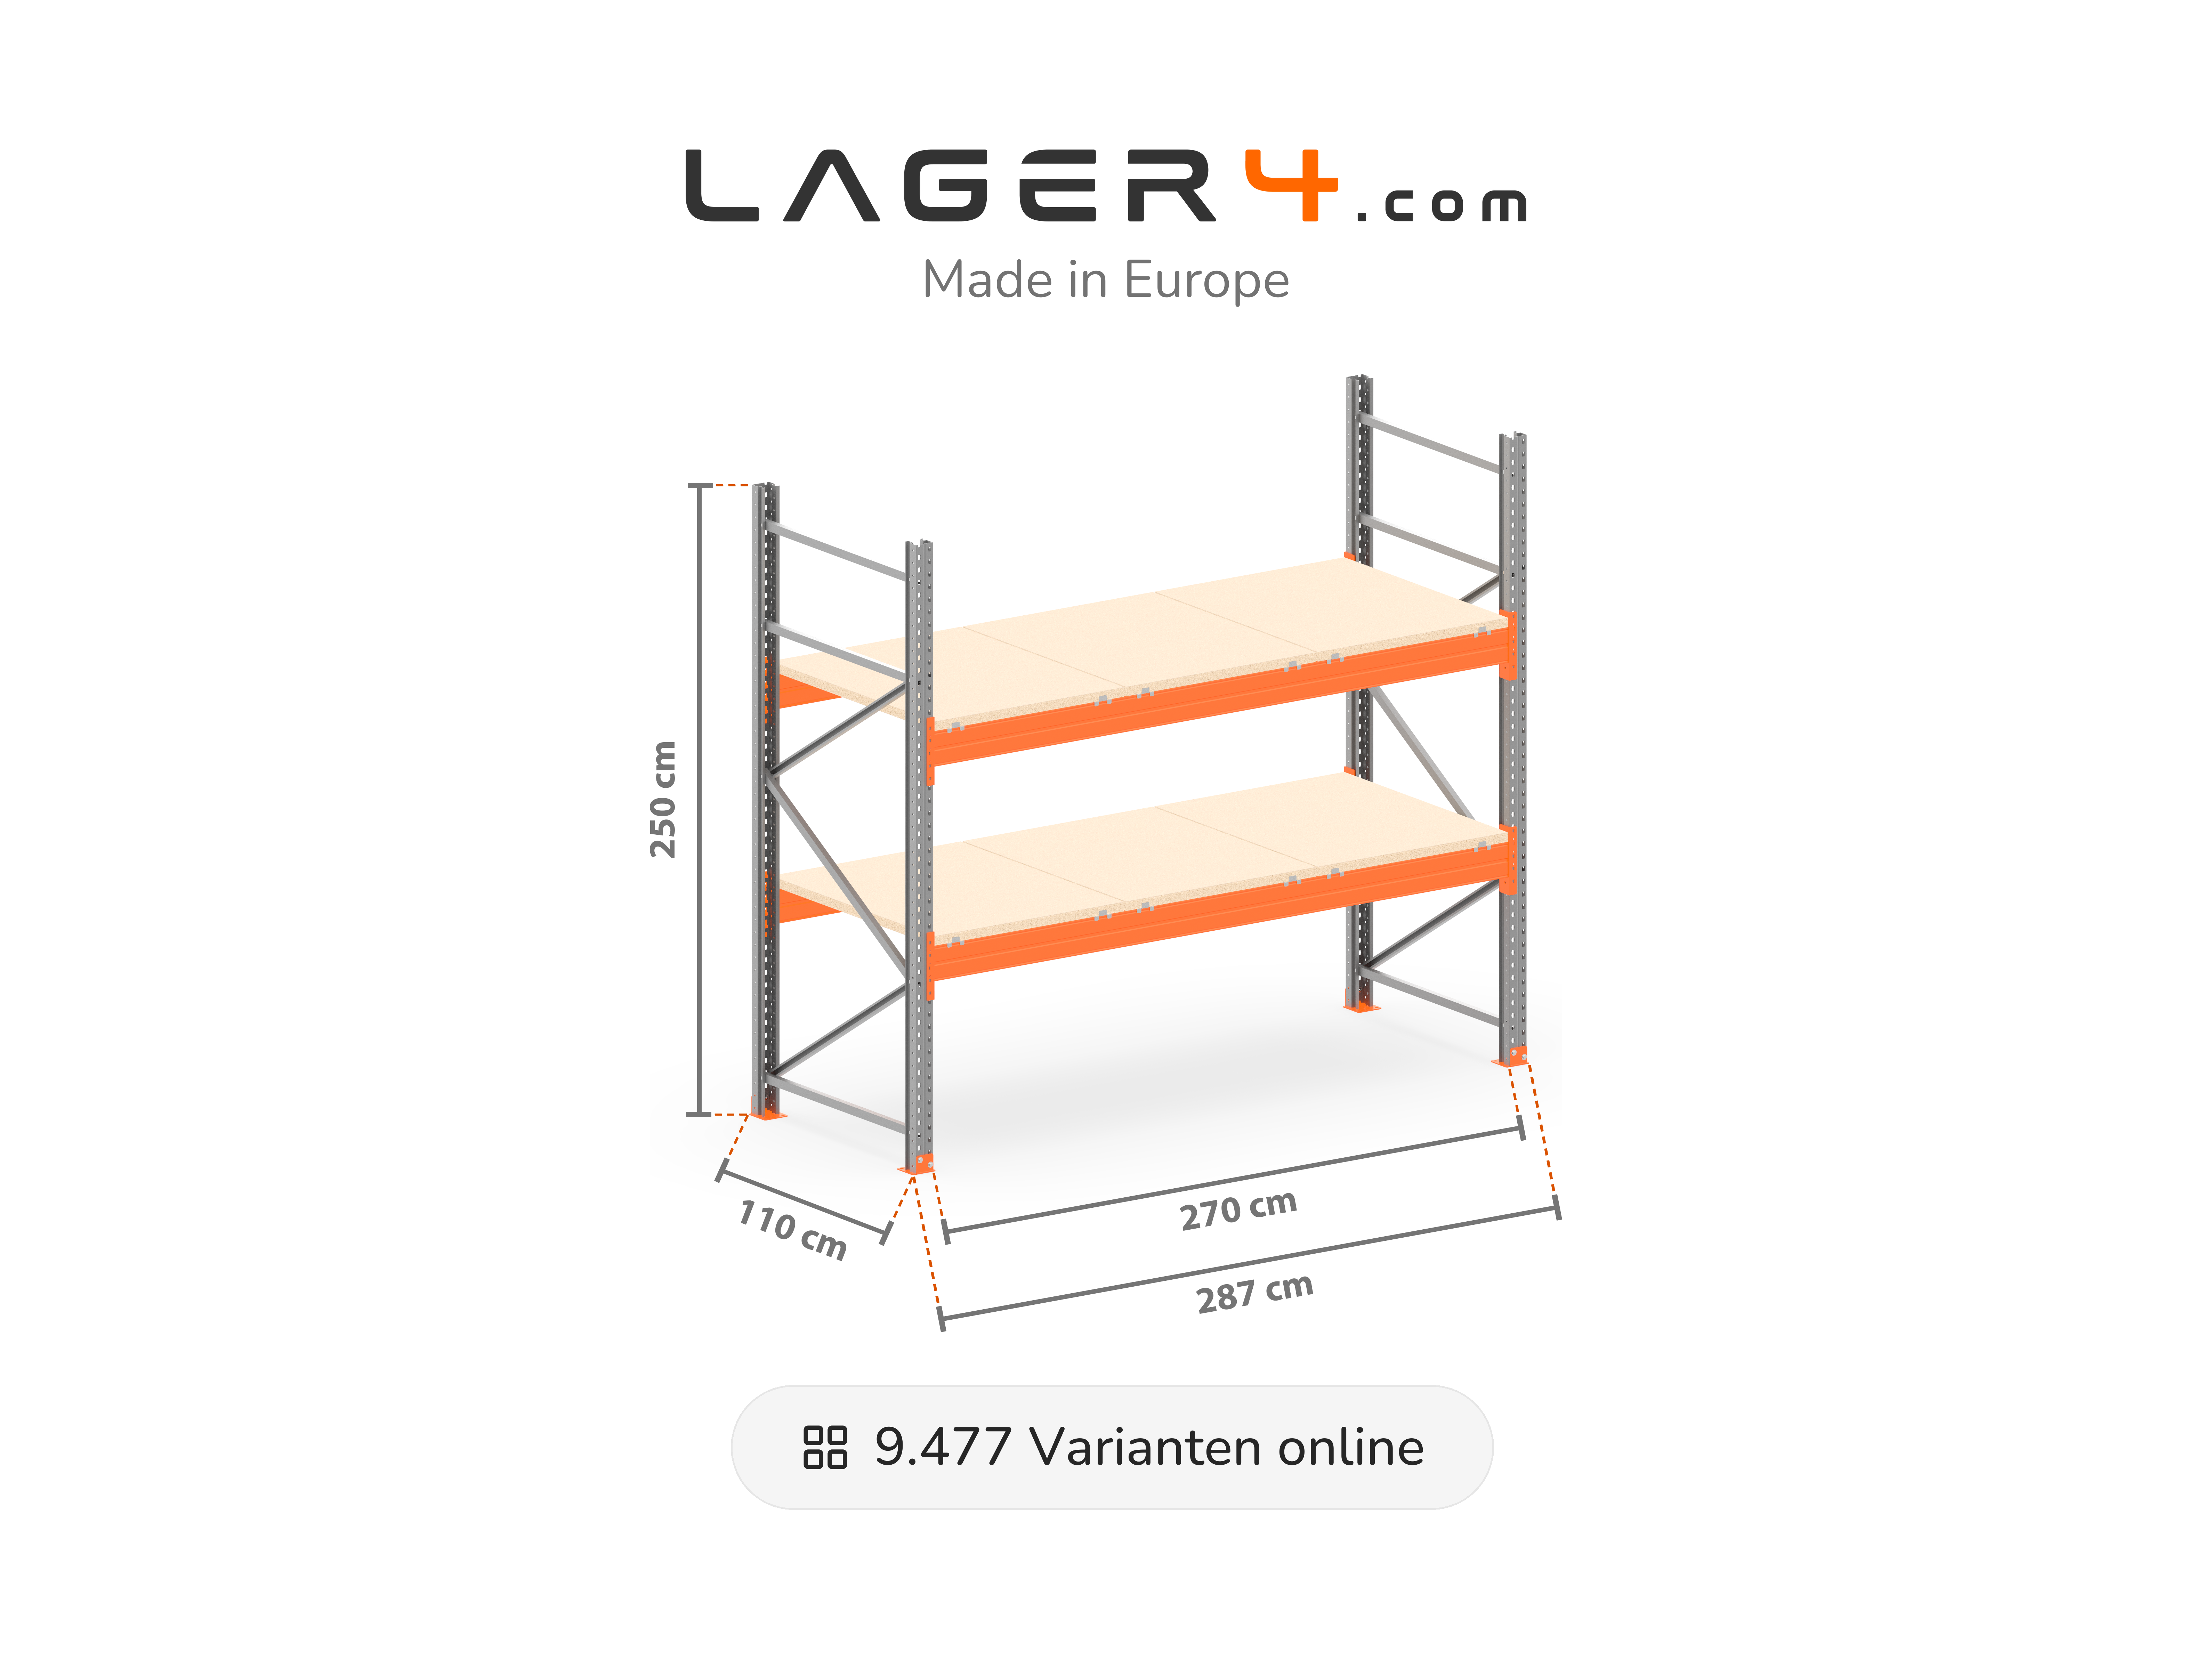 LAGER4.com
Made in Europe
250 cm
110 cm
270 cm
287 cm
9.477 Varianten online